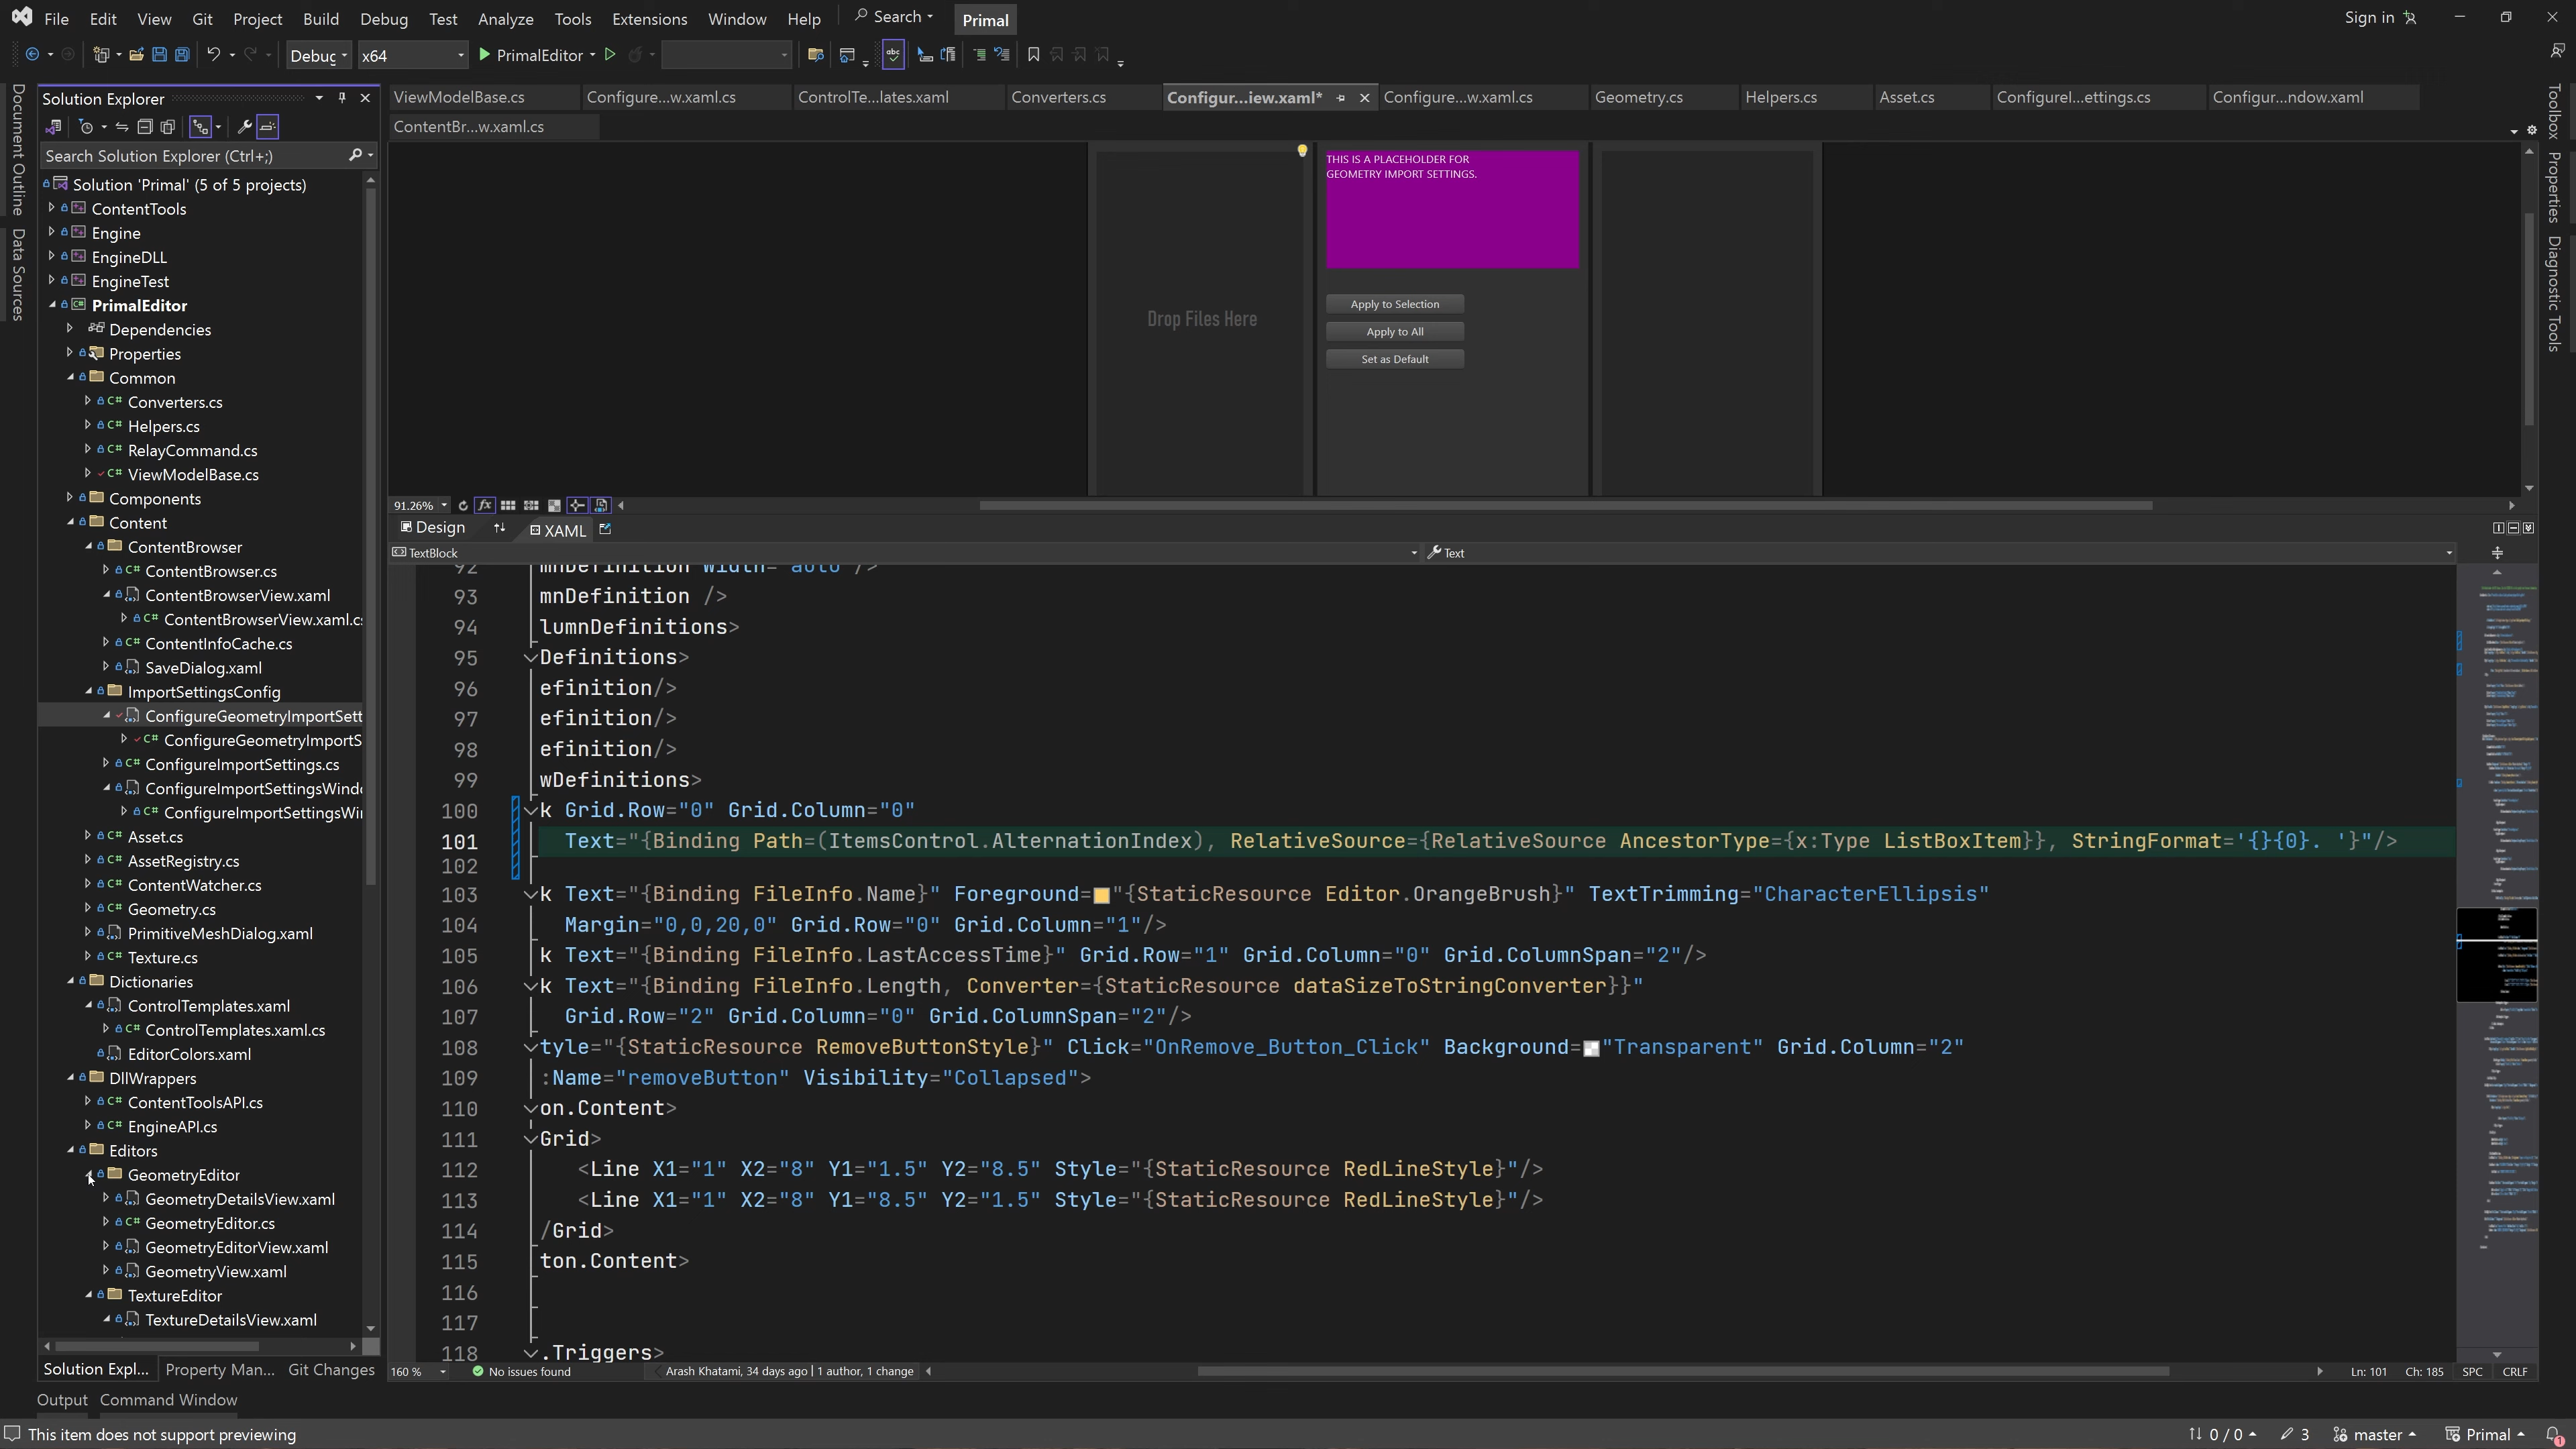 File Edit View Git Project Build Debug Test Analyze Tools Extensions Window Help Search Primal Sign in
Debug x64 PrimalEditor
Document Outline
Data Sources
Solution Explorer
Search Solution Explorer (Ctrl+;)
Solution 'Primal' (5 of 5 projects)
ContentTools
Engine
EngineDLL
EngineTest
PrimalEditor
Dependencies
Properties
Common
Converters.cs
Helpers.cs
RelayCommand.cs
ViewModelBase.cs
Components
Content
ContentBrowser
ContentBrowser.cs
ContentBrowserView.xaml
ContentBrowserView.xaml.cs
ContentInfoCache.cs
SaveDialog.xaml
ImportSettingsConfig
ConfigureGeometryImportSett
ConfigureGeometryImportS
ConfigureImportSettings.cs
ConfigureImportSettingsWind
ConfigureImportSettingsWi
Asset.cs
AssetRegistry.cs
ContentWatcher.cs
Geometry.cs
PrimitiveMeshDialog.xaml
Texture.cs
Dictionaries
ControlTemplates.xaml
ControlTemplates.xaml.cs
EditorColors.xaml
DllWrappers
ContentToolsAPI.cs
EngineAPI.cs
Editors
GeometryEditor
GeometryDetailsView.xaml
GeometryEditor.cs
GeometryEditorView.xaml
GeometryView.xaml
TextureEditor
TextureDetailsView.xaml
Solution Expl... Property Man... Git Changes
ViewModelBase.cs Configure...w.xaml.cs ControlTe...lates.xaml Converters.cs Configur...iew.xaml* Configure...w.xaml.cs Geometry.cs Helpers.cs Asset.cs ConfigureI...ettings.cs Configur...ndow.xaml
ContentBr...w.xaml.cs
Drop Files Here
THIS IS A PLACEHOLDER FOR
GEOMETRY IMPORT SETTINGS.
Apply to Selection
Apply to All
Set as Default
91.26%
Design XAML
TextBlock Text
92 mnDefinition Width="auto"/>
93 mnDefinition />
94 lumnDefinitions>
95 Definitions>
96 efinition/>
97 efinition/>
98 efinition/>
99 wDefinitions>
100 k Grid.Row="0" Grid.Column="0"
101 Text="{Binding Path=(ItemsControl.AlternationIndex), RelativeSource={RelativeSource AncestorType={x:Type ListBoxItem}}, StringFormat='{}{0}. '}"/>
102
103 k Text="{Binding FileInfo.Name}" Foreground="{StaticResource Editor.OrangeBrush}" TextTrimming="CharacterEllipsis"
104 Margin="0,0,20,0" Grid.Row="0" Grid.Column="1"/>
105 k Text="{Binding FileInfo.LastAccessTime}" Grid.Row="1" Grid.Column="0" Grid.ColumnSpan="2"/>
106 k Text="{Binding FileInfo.Length, Converter={StaticResource dataSizeToStringConverter}}"
107 Grid.Row="2" Grid.Column="0" Grid.ColumnSpan="2"/>
108 tyle="{StaticResource RemoveButtonStyle}" Click="OnRemove_Button_Click" Background="Transparent" Grid.Column="2"
109 :Name="removeButton" Visibility="Collapsed">
110 on.Content>
111 Grid>
112 <Line X1="1" X2="8" Y1="1.5" Y2="8.5" Style="{StaticResource RedLineStyle}"/>
113 <Line X1="1" X2="8" Y1="8.5" Y2="1.5" Style="{StaticResource RedLineStyle}"/>
114 /Grid>
115 ton.Content>
116
117
118 .Triggers>
160 % No issues found Arash Khatami, 34 days ago | 1 author, 1 change Ln: 101 Ch: 185 SPC CRLF
Toolbox
Properties
Diagnostic Tools
Output Command Window
This item does not support previewing 0 / 0 3 master Primal 1